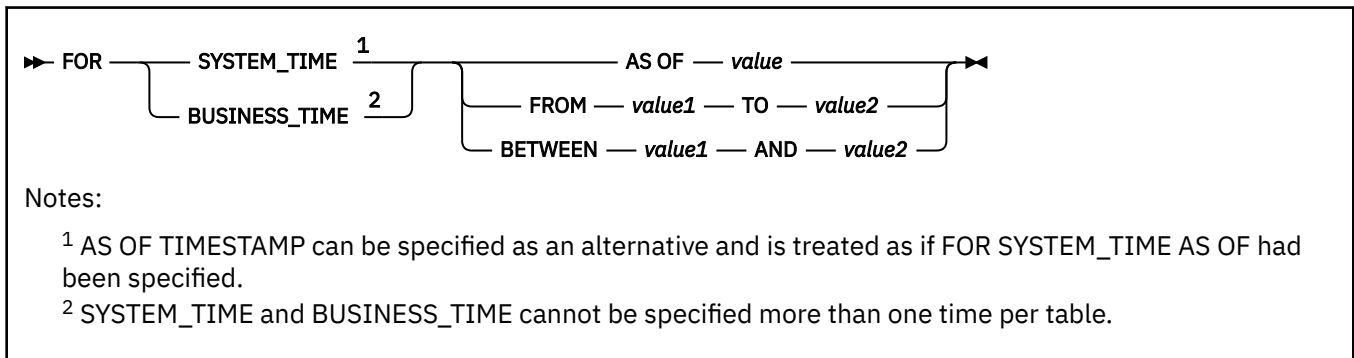 FOR SYSTEM_TIME 1 AS OF value
BUSINESS_TIME 2 FROM value1 TO value2
BETWEEN value1 AND value2
Notes:
1 AS OF TIMESTAMP can be specified as an alternative and is treated as if FOR SYSTEM_TIME AS OF had
been specified.
2 SYSTEM_TIME and BUSINESS_TIME cannot be specified more than one time per table.